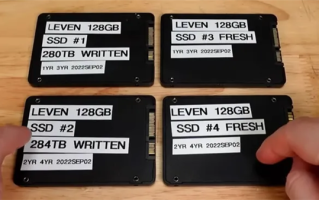 LEVEN 128GB
SSD #1
280TB WRITTEN
1YR 3YR 2022SEP02
LEVEN 128GB
SSD #3 FRESH
1YR 3YR 2022SEP02
LEVEN 128GB
SSD #2
284TB WRITTEN
2YR 4YR 2022SEP02
LEVEN 128GB
SSD #4 FRESH
2YR 4YR 2022SEP02